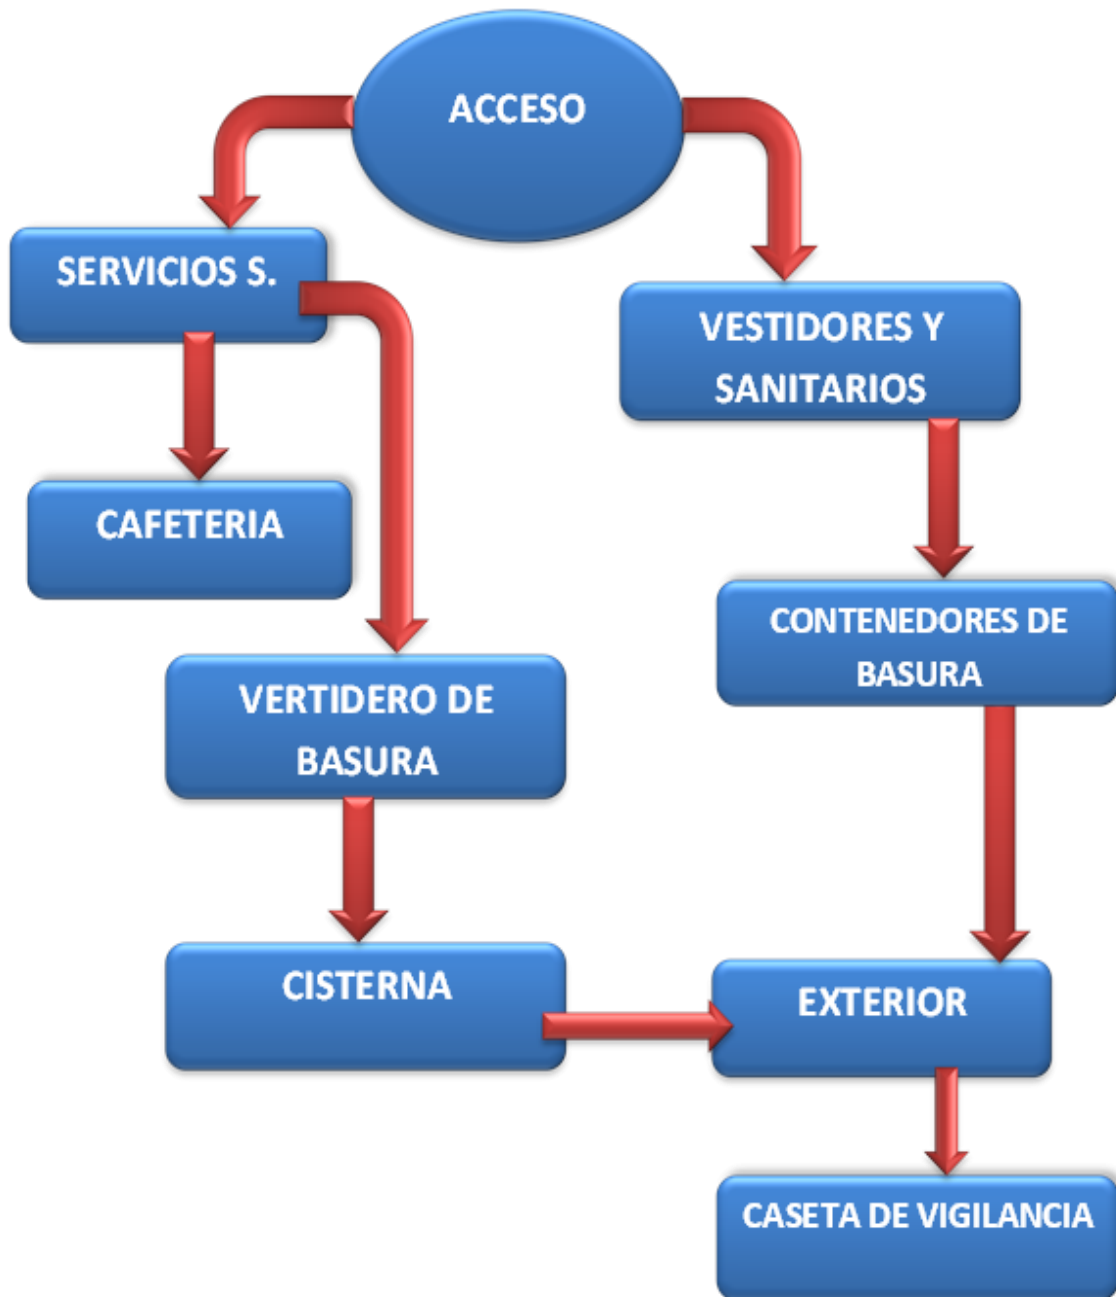 ACCESO
SERVICIOS S.
VESTIDORES Y
SANITARIOS
CAFETERIA
CONTENEDORES DE
BASURA
VERTIDERO DE
BASURA
CISTERNA
EXTERIOR
CASETA DE VIGILANCIA